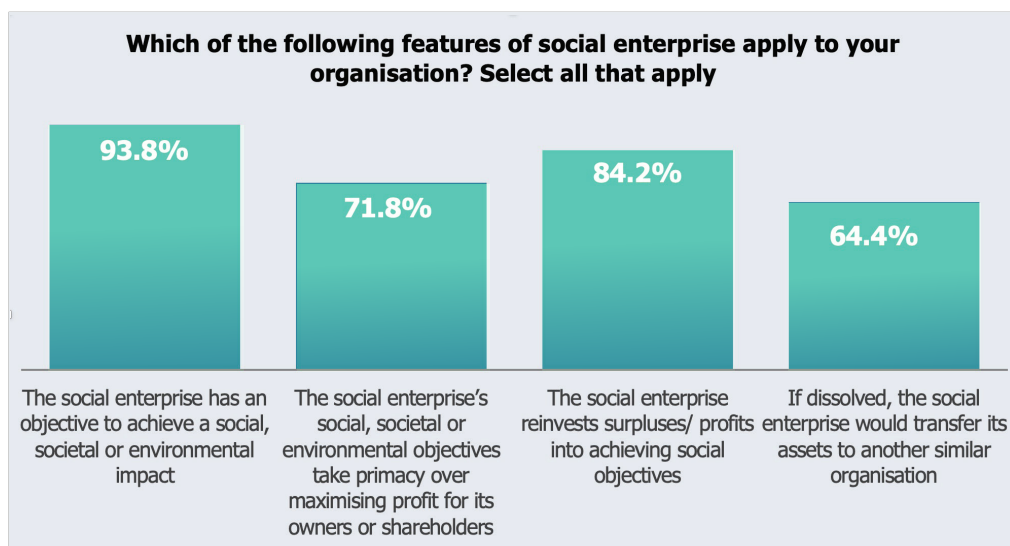 Which of the following features of social enterprise apply to your
organisation? Select all that apply
93.8%
71.8%
84.2%
64.4%
The social enterprise has an
objective to achieve a social,
societal or environmental
impact
The social enterprise's
social, societal or
environmental objectives
take primacy over
maximising profit for its
owners or shareholders
The social enterprise
reinvests surpluses/ profits
into achieving social
objectives
If dissolved, the social
enterprise would transfer its
assets to another similar
organisation